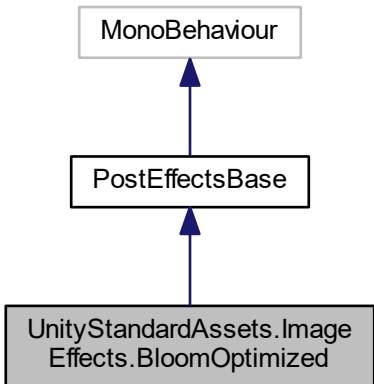 MonoBehaviour
PostEffectsBase
UnityStandardAssets.Image
Effects.BloomOptimized